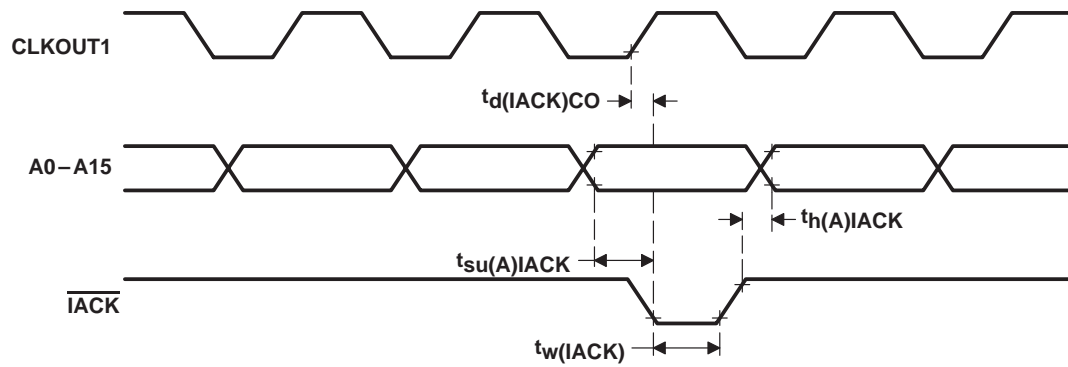 CLKOUT1
td(IACK)CO
A0–A15
th(A)IACK
tsu(A)IACK
IACK
tw(IACK)